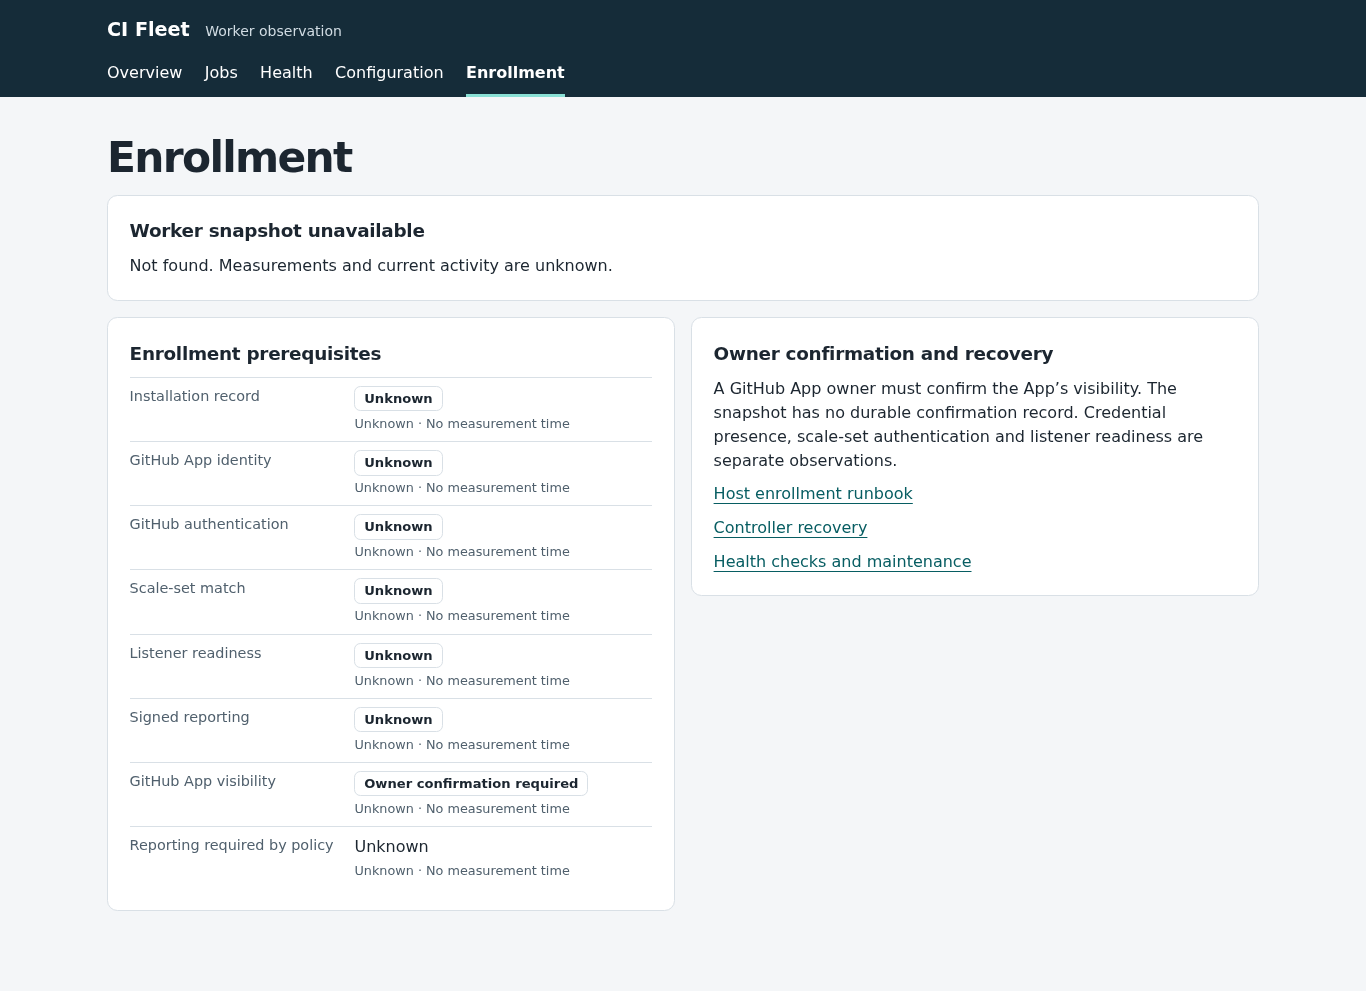 CI Fleet Worker observation
Overview Jobs Health Configuration Enrollment
Enrollment
Worker snapshot unavailable
Not found. Measurements and current activity are unknown.
Enrollment prerequisites
Installation record Unknown
Unknown · No measurement time
GitHub App identity Unknown
Unknown · No measurement time
GitHub authentication Unknown
Unknown · No measurement time
Scale-set match Unknown
Unknown · No measurement time
Listener readiness Unknown
Unknown · No measurement time
Signed reporting Unknown
Unknown · No measurement time
GitHub App visibility Owner confirmation required
Unknown · No measurement time
Reporting required by policy Unknown
Unknown · No measurement time
Owner confirmation and recovery
A GitHub App owner must confirm the App’s visibility. The
snapshot has no durable confirmation record. Credential
presence, scale-set authentication and listener readiness are
separate observations.
Host enrollment runbook
Controller recovery
Health checks and maintenance